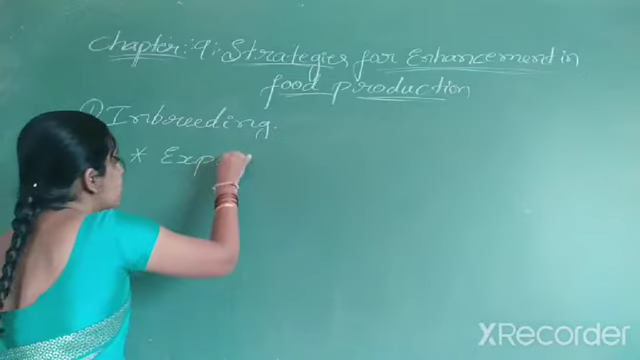 Chapter: 9: Strategies for Enhancement in
food production
1) Inbreeding.
* Exp
XRecorder